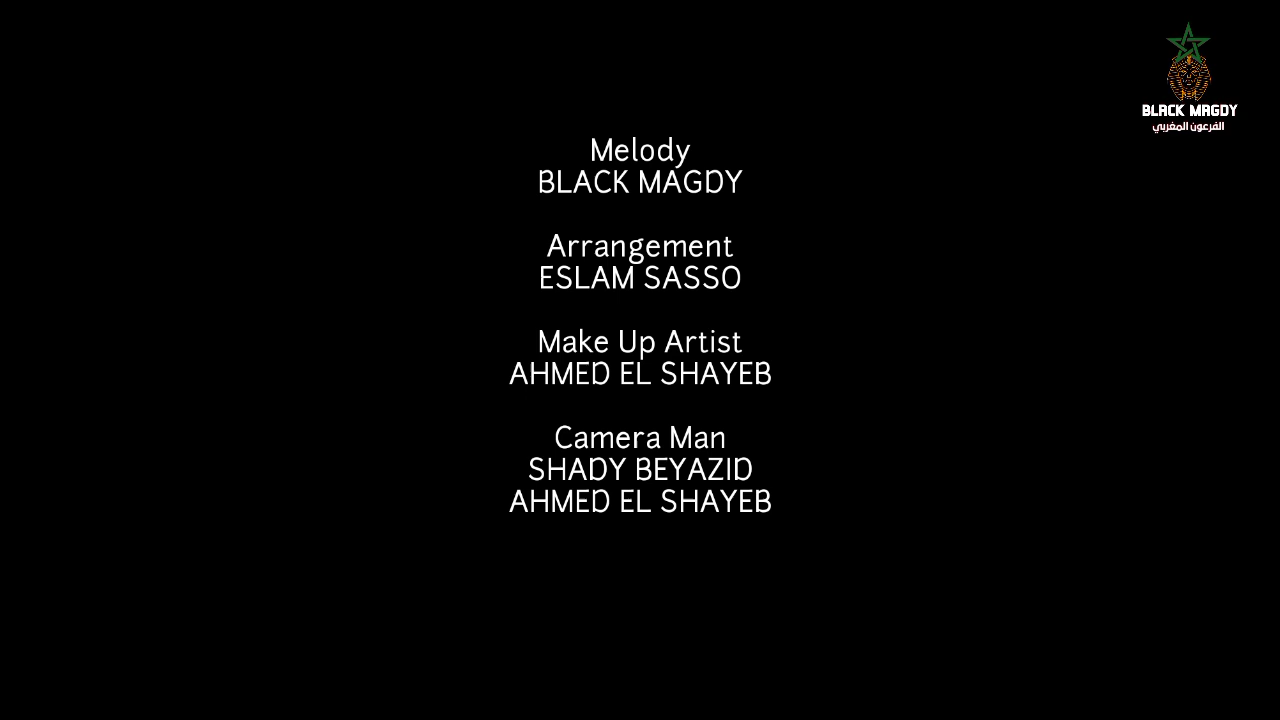 BLACK MAGDY
الفرعون المغربي
Melody
BLACK MAGDY
Arrangement
ESLAM SASSO
Make Up Artist
AHMED EL SHAYEB
Camera Man
SHADY BEYAZID
AHMED EL SHAYEB